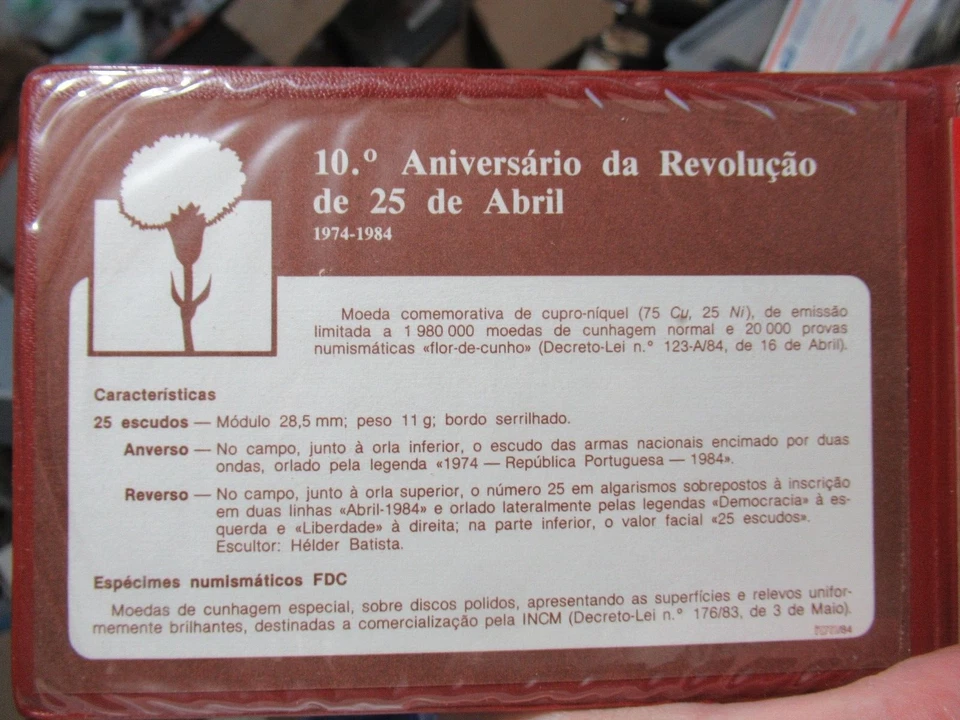 10.º Aniversário da Revolução
de 25 de Abril
1974-1984
Moeda comemorativa de cupro-níquel (75 Cu, 25 Ni), de emissão
limitada a 1 980 000 moedas de cunhagem normal e 20 000 provas
numismáticas «flor-de-cunho» (Decreto-Lei n.º 123-A/84, de 16 de Abril).
Características
25 escudos — Módulo 28,5 mm; peso 11 g; bordo serrilhado.
Anverso — No campo, junto à orla inferior, o escudo das armas nacionais encimado por duas
ondas, orlado pela legenda «1974 — República Portuguesa — 1984».
Reverso — No campo, junto à orla superior, o número 25 em algarismos sobrepostos à inscrição
em duas linhas «Abril-1984» e orlado lateralmente pelas legendas «Democracia» à es-
querda e «Liberdade» à direita; na parte inferior, o valor facial «25 escudos».
Escultor: Hélder Batista.
Espécimes numismáticos FDC
Moedas de cunhagem especial, sobre discos polidos, apresentando as superfícies e relevos unifor-
memente brilhantes, destinadas a comercialização pela INCM (Decreto-Lei n.º 176/83, de 3 de Maio).